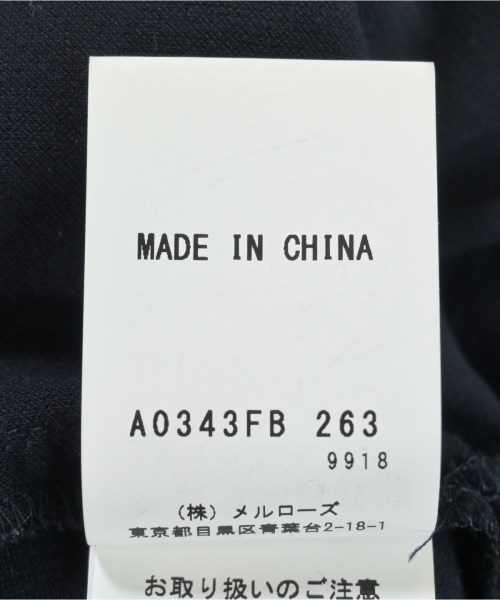 MADE IN CHINA
A0343FB 263
9918
(株) メルローズ
東京都目黒区青葉台2-18-1
お取り扱いのご注意